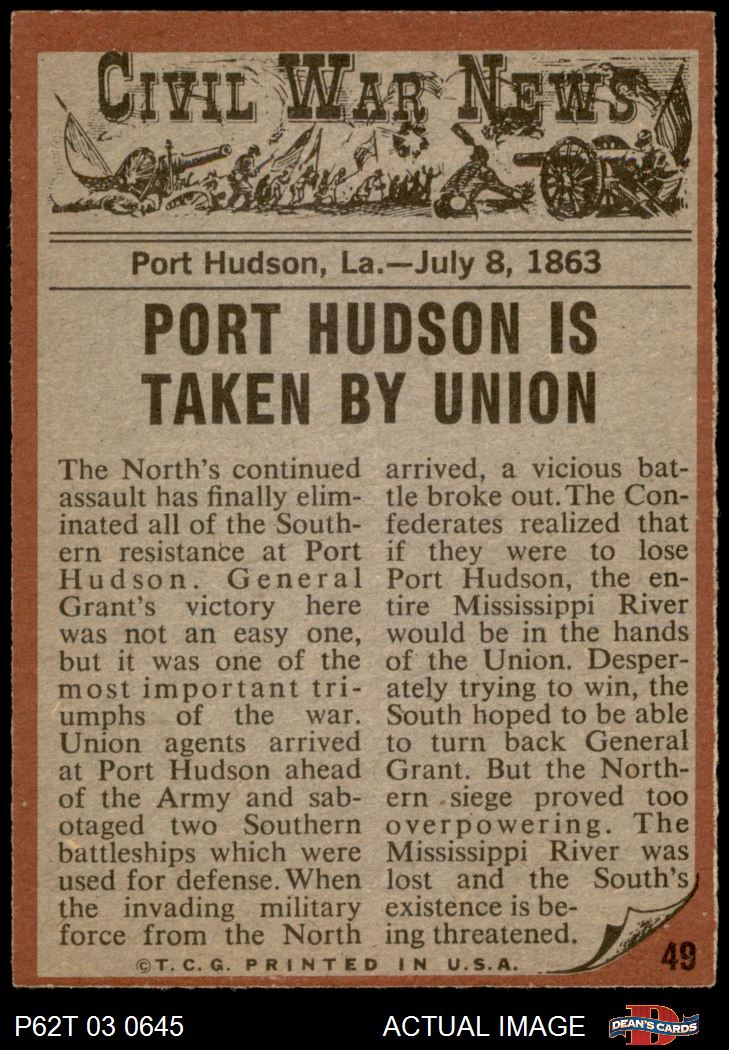 CIVIL WAR NEWS
Port Hudson, La.—July 8, 1863
PORT HUDSON IS
TAKEN BY UNION
The North's continued
assault has finally elim-
inated all of the South-
ern resistance at Port
Hudson. General
Grant's victory here
was not an easy one,
but it was one of the
most important tri-
umphs of the war.
Union agents arrived
at Port Hudson ahead
of the Army and sab-
otaged two Southern
battleships which were
used for defense. When
the invading military
force from the North
arrived, a vicious bat-
tle broke out. The Con-
federates realized that
if they were to lose
Port Hudson, the en-
tire Mississippi River
would be in the hands
of the Union. Desper-
ately trying to win, the
South hoped to be able
to turn back General
Grant. But the North-
ern siege proved too
overpowering. The
Mississippi River was
lost and the South's
existence is be-
ing threatened.
©T. C. G. PRINTED IN U.S.A.
49
P62T 03 0645
ACTUAL IMAGE
D
DEAN'S CARDS